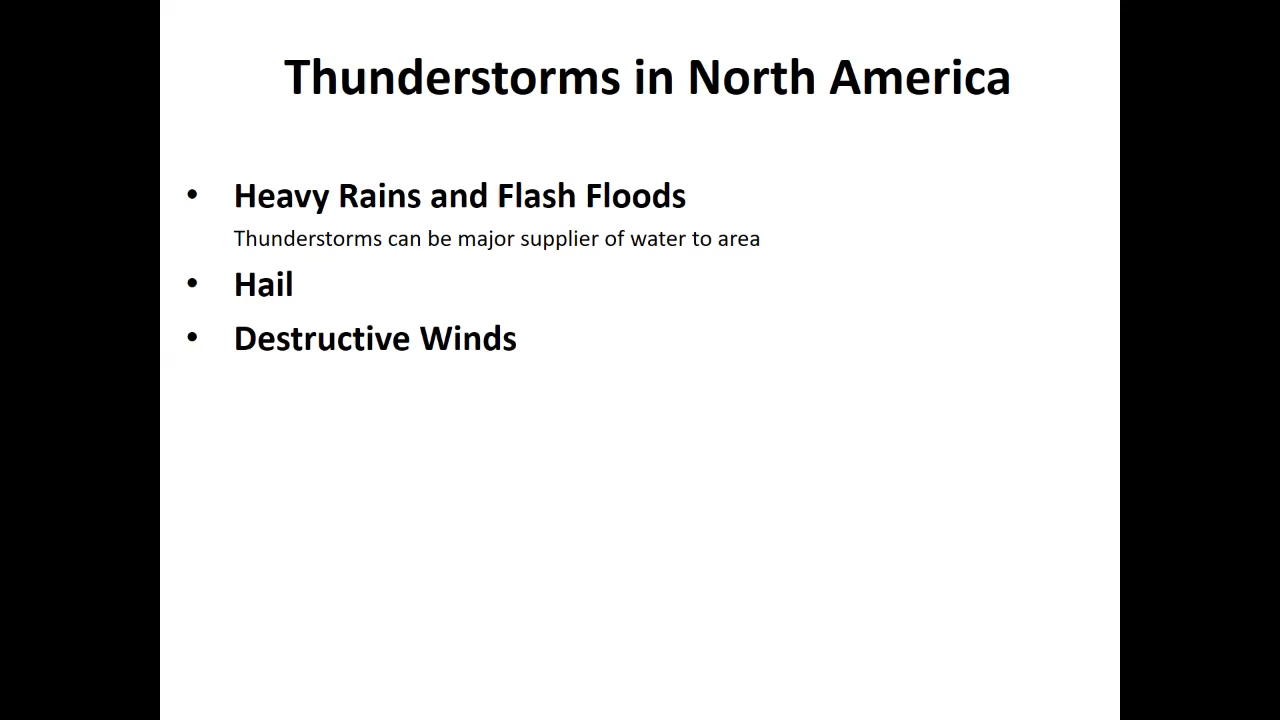 Thunderstorms in North America
• Heavy Rains and Flash Floods
Thunderstorms can be major supplier of water to area
• Hail
• Destructive Winds